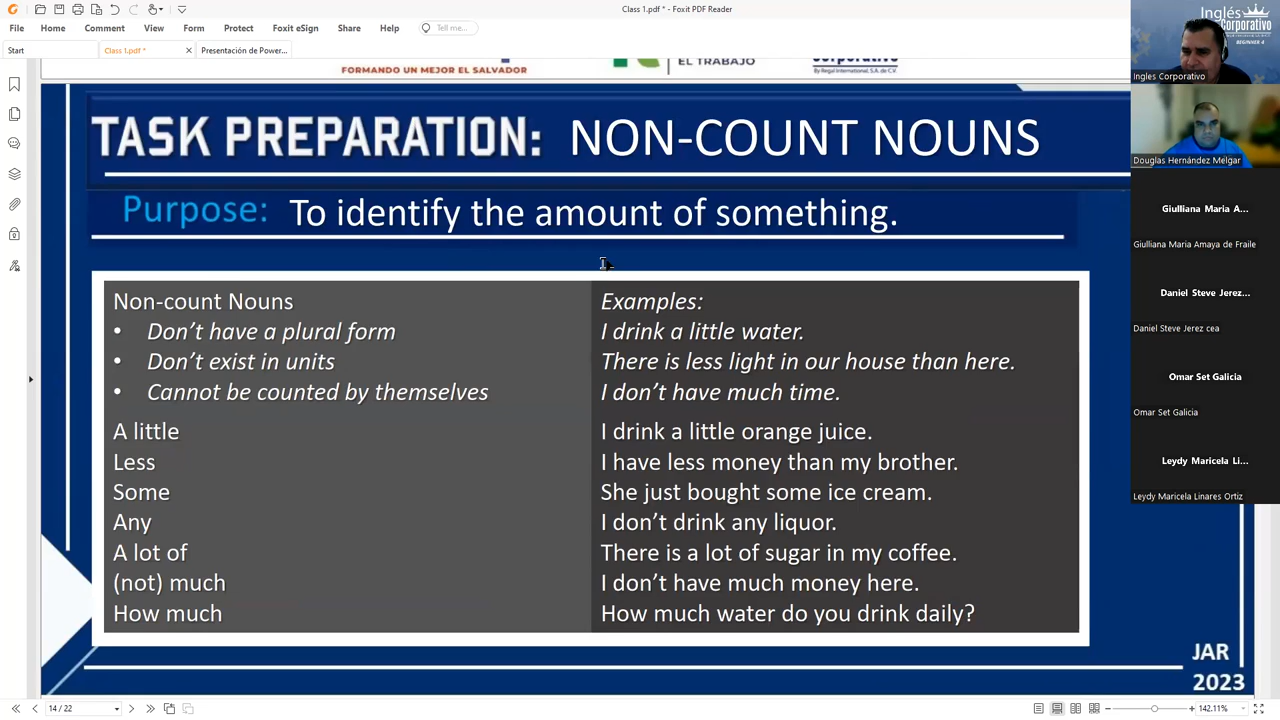 Class 1.pdf * - Foxit PDF Reader
File Home Comment View Form Protect Foxit eSign Share Help Tell me...
Start Class 1.pdf * Presentación de Power...
FORMANDO UN MEJOR EL SALVADOR
EL TRABAJO
By Regal International, S.A. de C.V.
TASK PREPARATION: NON-COUNT NOUNS
Purpose: To identify the amount of something.
Non-count Nouns
• Don't have a plural form
• Don't exist in units
• Cannot be counted by themselves
A little
Less
Some
Any
A lot of
(not) much
How much
Examples:
I drink a little water.
There is less light in our house than here.
I don't have much time.
I drink a little orange juice.
I have less money than my brother.
She just bought some ice cream.
I don't drink any liquor.
There is a lot of sugar in my coffee.
I don't have much money here.
How much water do you drink daily?
JAR
2023
Inglés
Corporativo
BEGINNER 4
Ingles Corporativo
Douglas Hernández Melgar
Giulliana Maria A...
Giulliana Maria Amaya de Fraile
Daniel Steve Jerez...
Daniel Steve Jerez cea
Omar Set Galicia
Omar Set Galicia
Leydy Maricela Li...
Leydy Maricela Linares Ortiz
14 / 22
142.11%